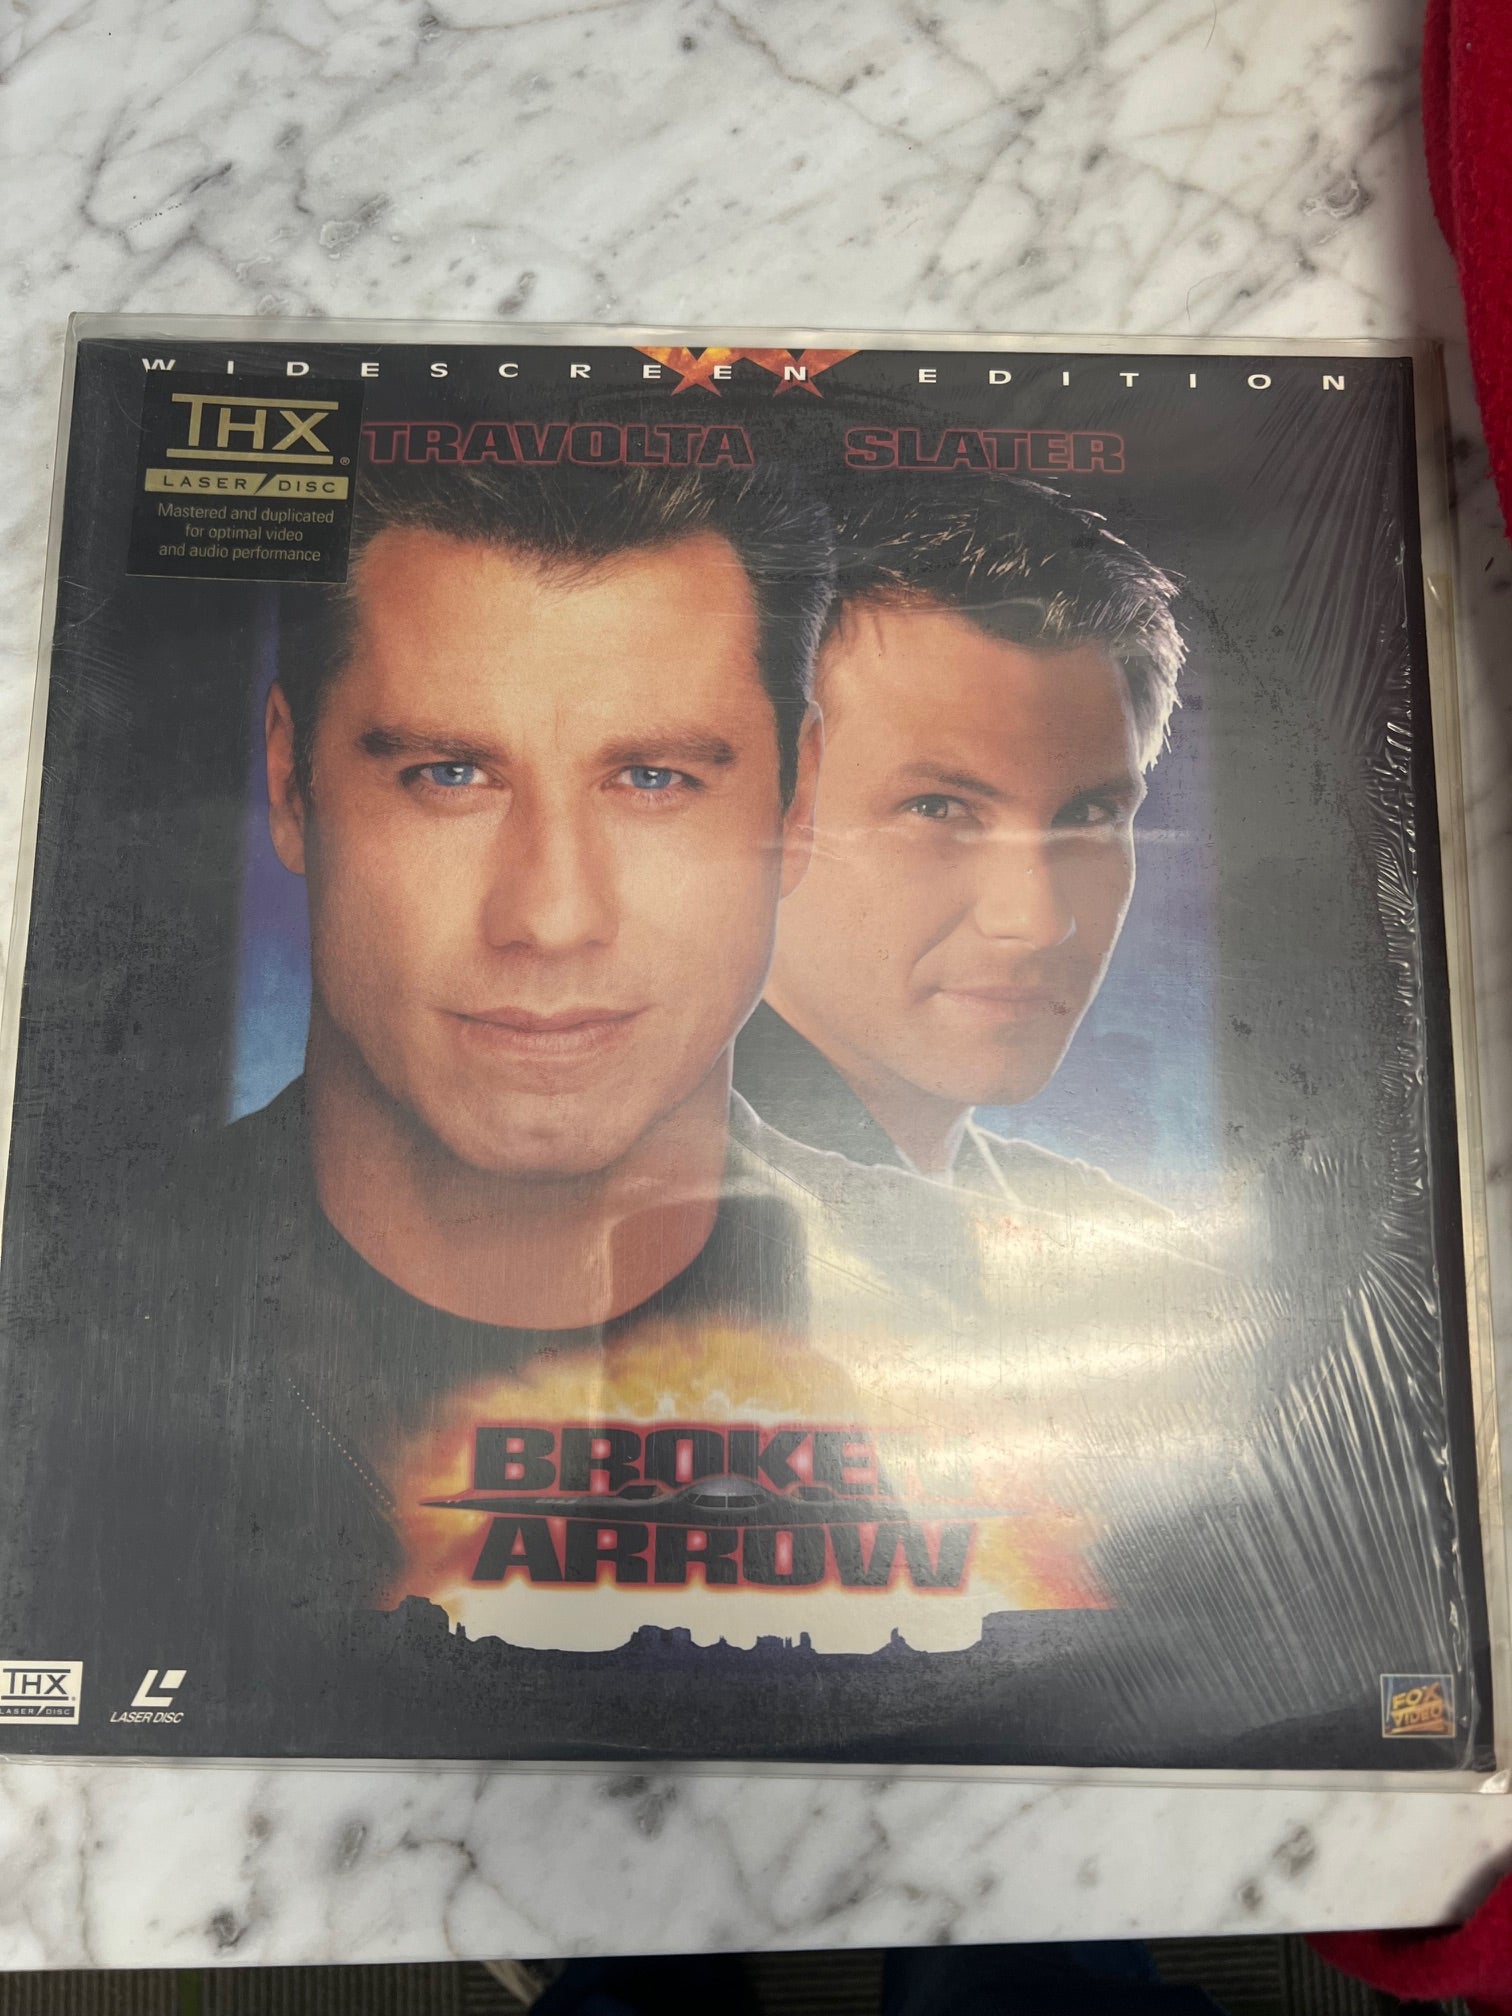 WIDESCREEN EDITION
THX®
LASER DISC
Mastered and duplicated
for optimal video
and audio performance
TRAVOLTA SLATER
BROKEN
ARROW
THX®
LASER DISC
LASER DISC
FOX
VIDEO